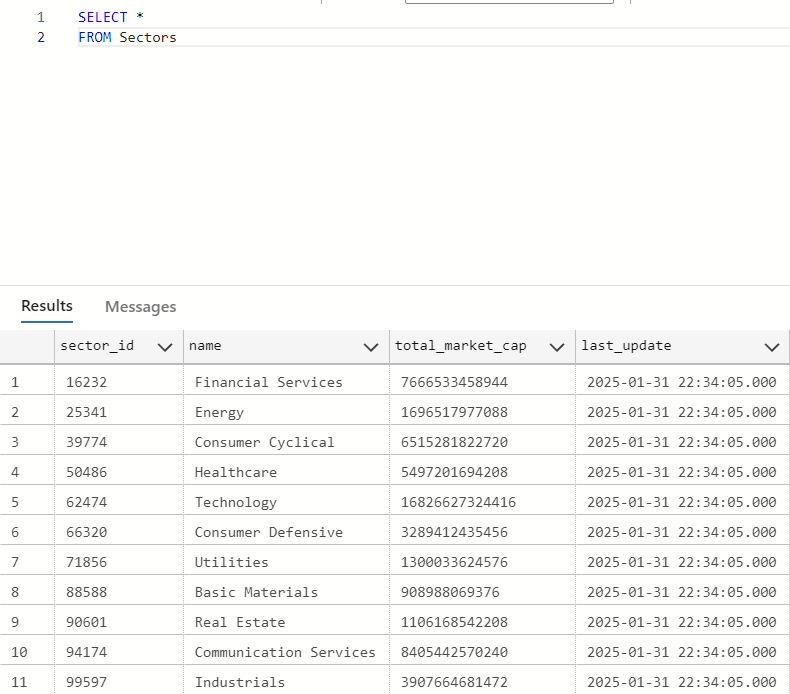 1 SELECT *
2 FROM Sectors
Results Messages
sector_id name total_market_cap last_update
1 16232 Financial Services 7666533458944 2025-01-31 22:34:05.000
2 25341 Energy 1696517977088 2025-01-31 22:34:05.000
3 39774 Consumer Cyclical 6515281822720 2025-01-31 22:34:05.000
4 50486 Healthcare 5497201694208 2025-01-31 22:34:05.000
5 62474 Technology 16826627324416 2025-01-31 22:34:05.000
6 66320 Consumer Defensive 3289412435456 2025-01-31 22:34:05.000
7 71856 Utilities 1300033624576 2025-01-31 22:34:05.000
8 88588 Basic Materials 908988069376 2025-01-31 22:34:05.000
9 90601 Real Estate 1106168542208 2025-01-31 22:34:05.000
10 94174 Communication Services 8405442570240 2025-01-31 22:34:05.000
11 99597 Industrials 3907664681472 2025-01-31 22:34:05.000